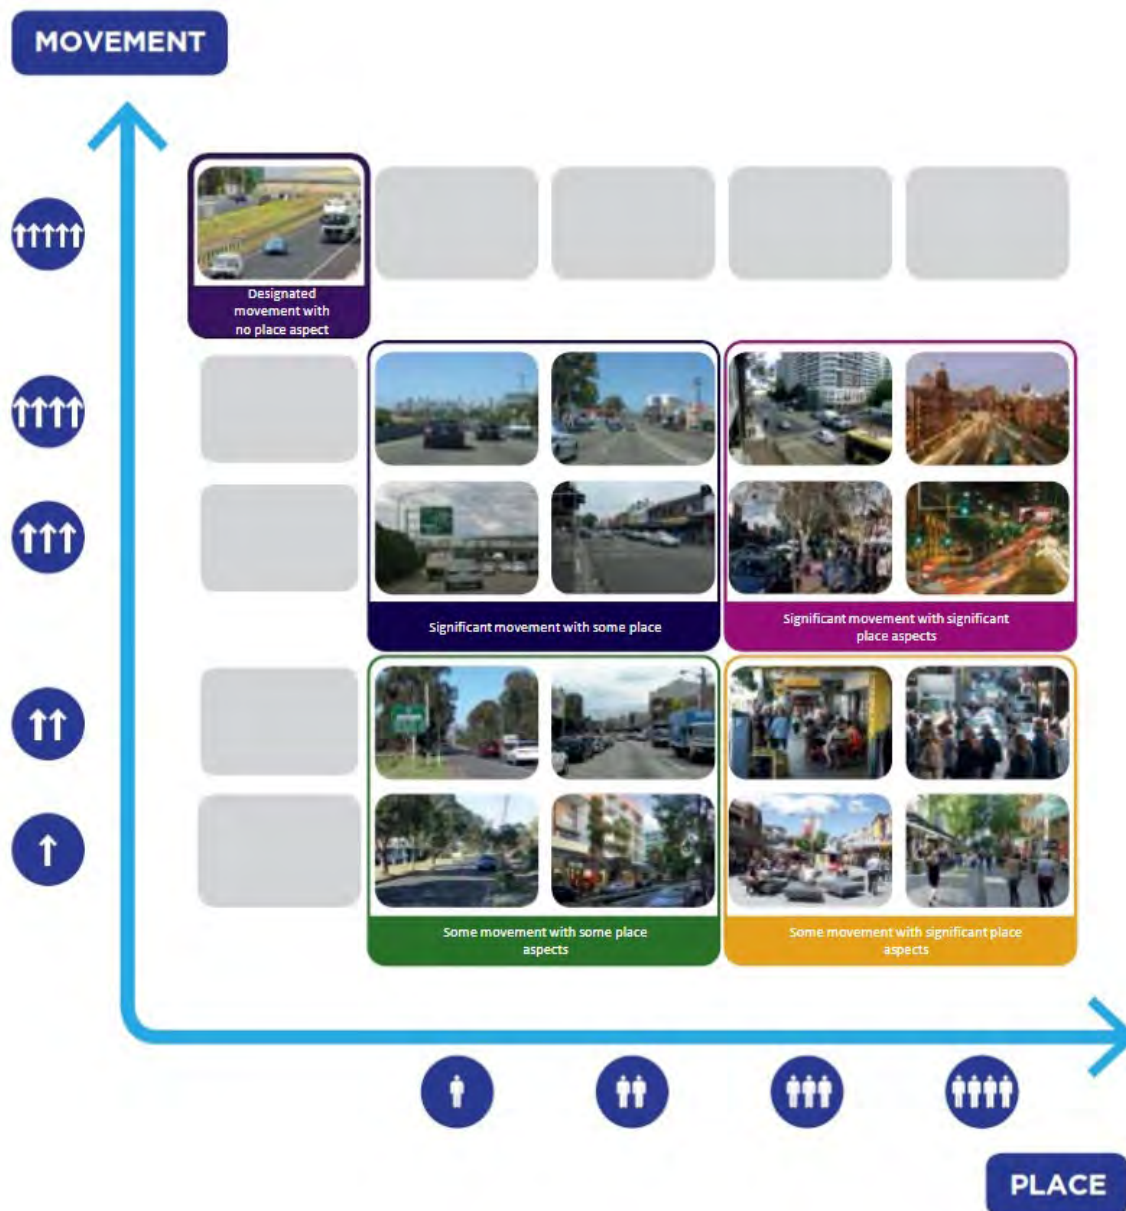 MOVEMENT
Designated
movement with
no place aspect
Significant movement with some place
Significant movement with significant
place aspects
Some movement with some place
aspects
Some movement with significant place
aspects
PLACE